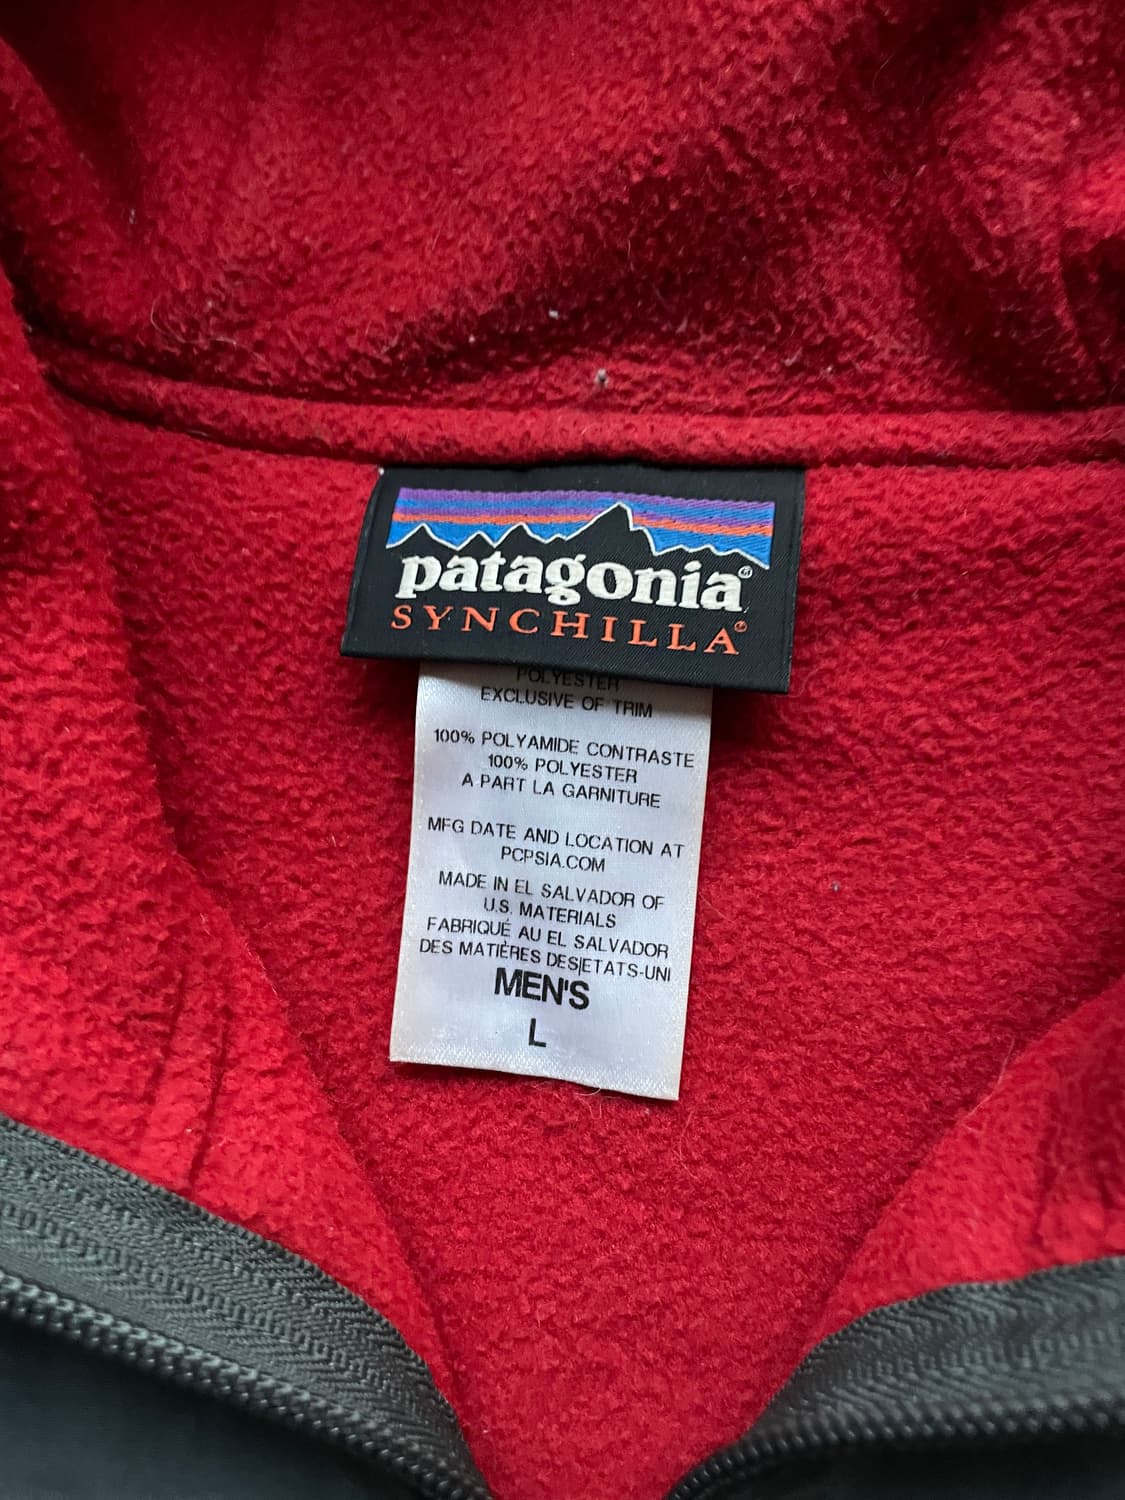 patagonia®
SYNCHILLA®
POLYESTER
EXCLUSIVE OF TRIM
100% POLYAMIDE CONTRASTE
100% POLYESTER
A PART LA GARNITURE
MFG DATE AND LOCATION AT
PCPSIA.COM
MADE IN EL SALVADOR OF
U.S. MATERIALS
FABRIQUÉ AU EL SALVADOR
DES MATIÈRES DES ETATS-UNI
MEN'S
L